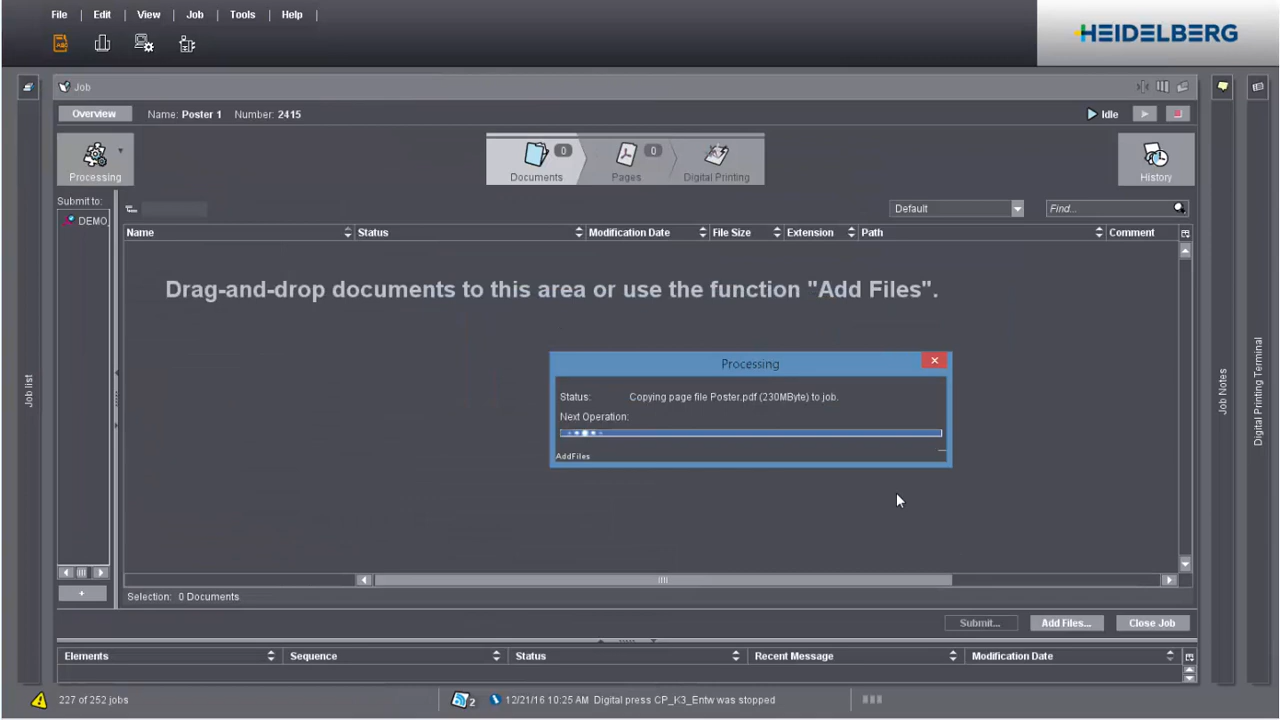 File Edit View Job Tools Help
HEIDELBERG
Job
Overview Name: Poster 1 Number: 2415 Idle
0 0
Processing Documents Pages Digital Printing History
Submit to:
DEMO
Default Find...
Name Status Modification Date File Size Extension Path Comment
Drag-and-drop documents to this area or use the function "Add Files".
Processing
Status: Copying page file Poster.pdf (230MByte) to job.
Next Operation:
AddFiles
Job list
Job Notes
Digital Printing Terminal
+
Selection: 0 Documents
Submit... Add Files... Close Job
Elements Sequence Status Recent Message Modification Date
227 of 252 jobs 2 12/21/16 10:25 AM Digital press CP_K3_Entw was stopped